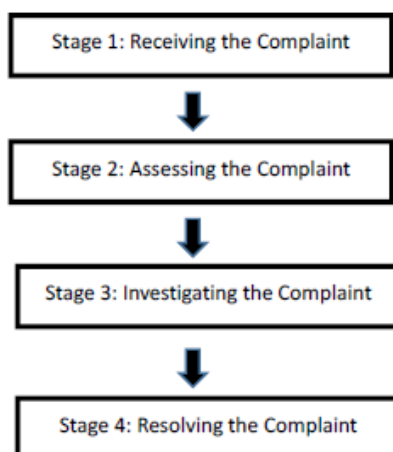 Stage 1: Receiving the Complaint
Stage 2: Assessing the Complaint
Stage 3: Investigating the Complaint
Stage 4: Resolving the Complaint